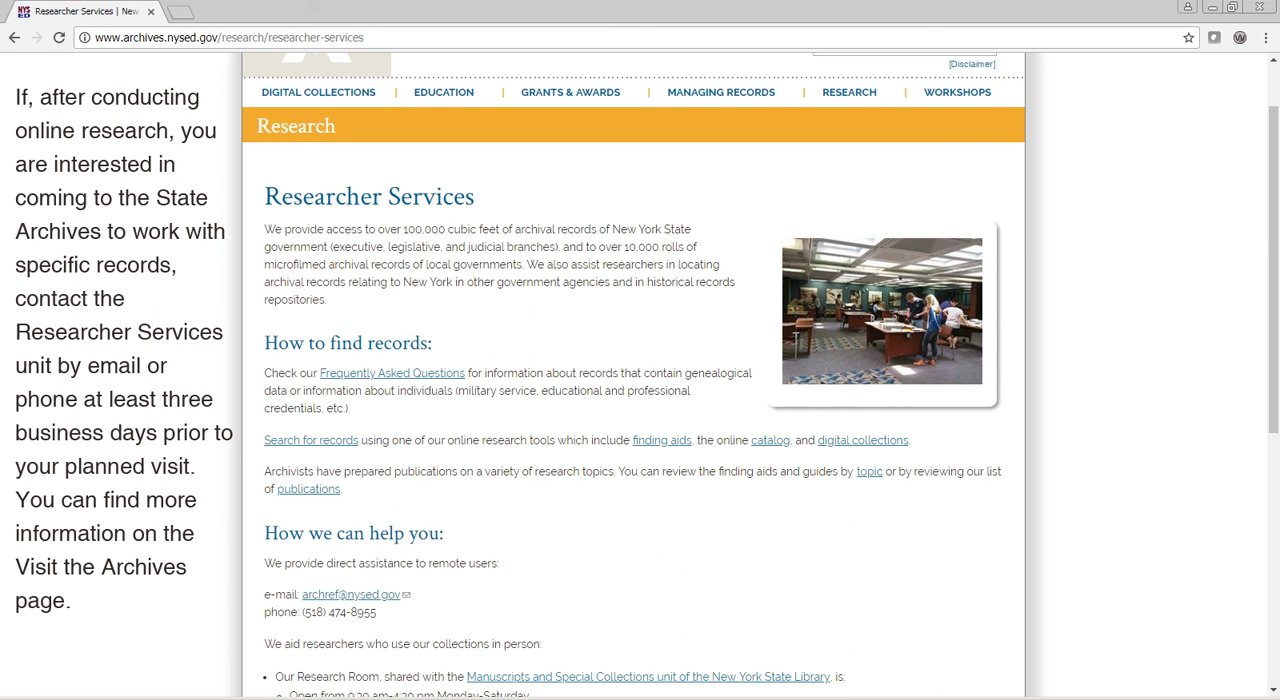 Researcher Services | New
www.archives.nysed.gov/research/researcher-services
If, after conducting
online research, you
are interested in
coming to the State
Archives to work with
specific records,
contact the
Researcher Services
unit by email or
phone at least three
business days prior to
your planned visit.
You can find more
information on the
Visit the Archives
page.
[Disclaimer]
DIGITAL COLLECTIONS | EDUCATION | GRANTS & AWARDS | MANAGING RECORDS | RESEARCH | WORKSHOPS
Research
Researcher Services
We provide access to over 100,000 cubic feet of archival records of New York State
government (executive, legislative, and judicial branches), and to over 10,000 rolls of
microfilmed archival records of local governments. We also assist researchers in locating
archival records relating to New York in other government agencies and in historical records
repositories.
How to find records:
Check our Frequently Asked Questions for information about records that contain genealogical
data or information about individuals (military service, educational and professional
credentials, etc.).
Search for records using one of our online research tools which include finding aids, the online catalog, and digital collections.
Archivists have prepared publications on a variety of research topics. You can review the finding aids and guides by topic or by reviewing our list
of publications.
How we can help you:
We provide direct assistance to remote users:
e-mail: archref@nysed.gov
phone: (518) 474-8955
We aid researchers who use our collections in person:
• Our Research Room, shared with the Manuscripts and Special Collections unit of the New York State Library, is:
Open from 9:30 am-4:30 pm Monday-Saturday